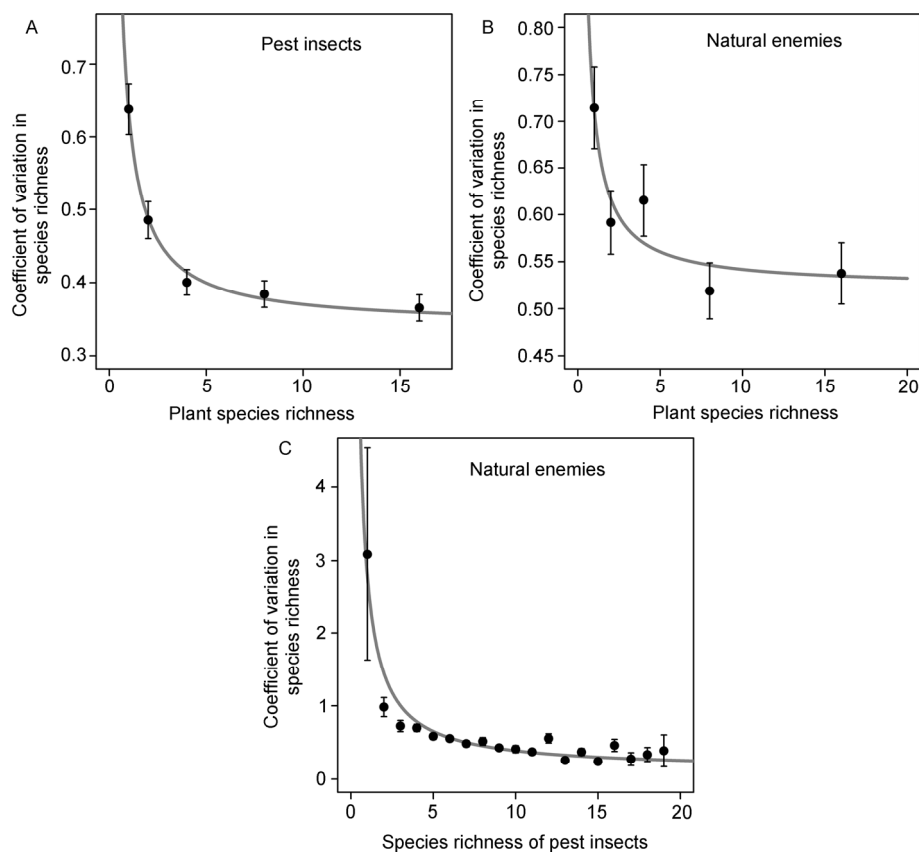 A
Pest insects
Coefficient of variation in
species richness
0.7
0.6
0.5
0.4
0.3
0
5
10
15
Plant species richness
B
Natural enemies
Coefficient of variation in
species richness
0.80
0.75
0.70
0.65
0.60
0.55
0.50
0.45
0
5
10
15
20
Plant species richness
C
Natural enemies
Coefficient of variation in
species richness
4
3
2
1
0
0
5
10
15
20
Species richness of pest insects